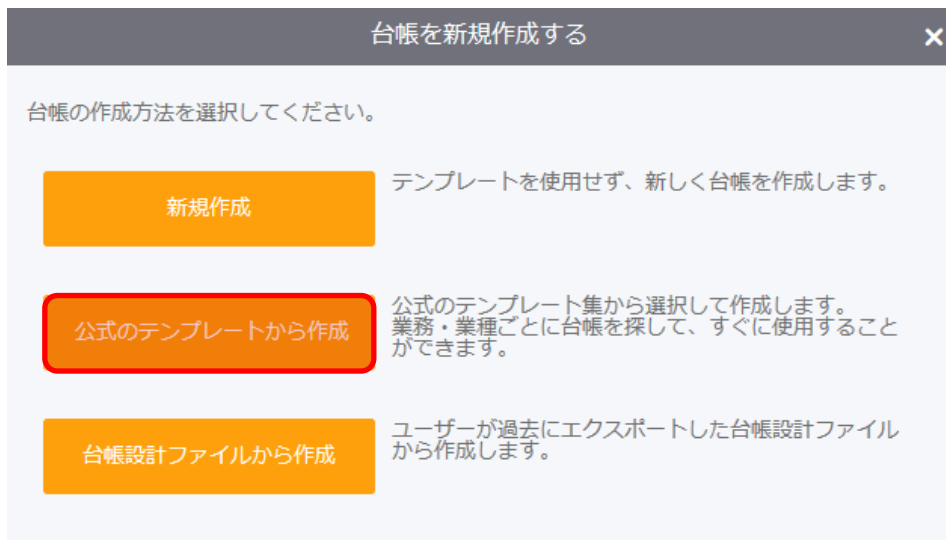 台帳を新規作成する
×
台帳の作成方法を選択してください。
新規作成
テンプレートを使用せず、新しく台帳を作成します。
公式のテンプレートから作成
公式のテンプレート集から選択して作成します。
業務・業種ごとに台帳を探して、すぐに使用すること
ができます。
台帳設計ファイルから作成
ユーザーが過去にエクスポートした台帳設計ファイル
から作成します。